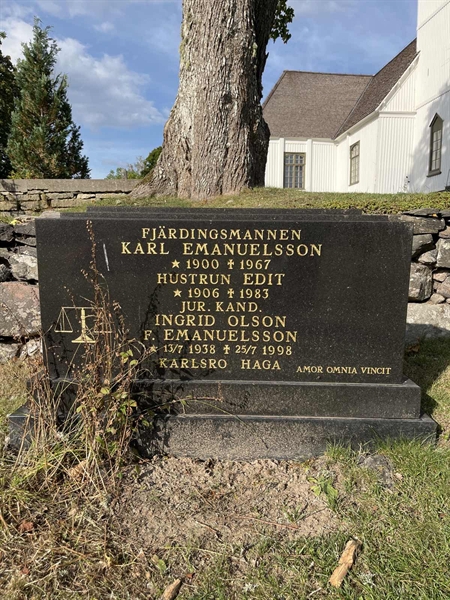 FJÄRDINGSMANNEN
KARL EMANUELSSON
* 1900 ✝ 1967
HUSTRUN EDIT
* 1906 ✝ 1983
JUR. KAND.
INGRID OLSON
F. EMANUELSSON
* 13/7 1938 ✝ 25/7 1998
KARLSRO HAGA AMOR OMNIA VINCIT